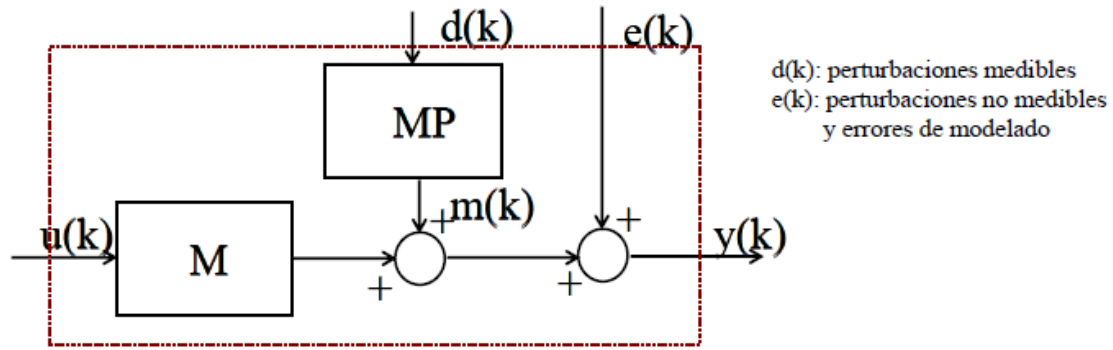 d(k)
e(k)
d(k): perturbaciones medibles
e(k): perturbaciones no medibles
y errores de modelado
MP
+
m(k)
+
u(k)
M
y(k)
+
+